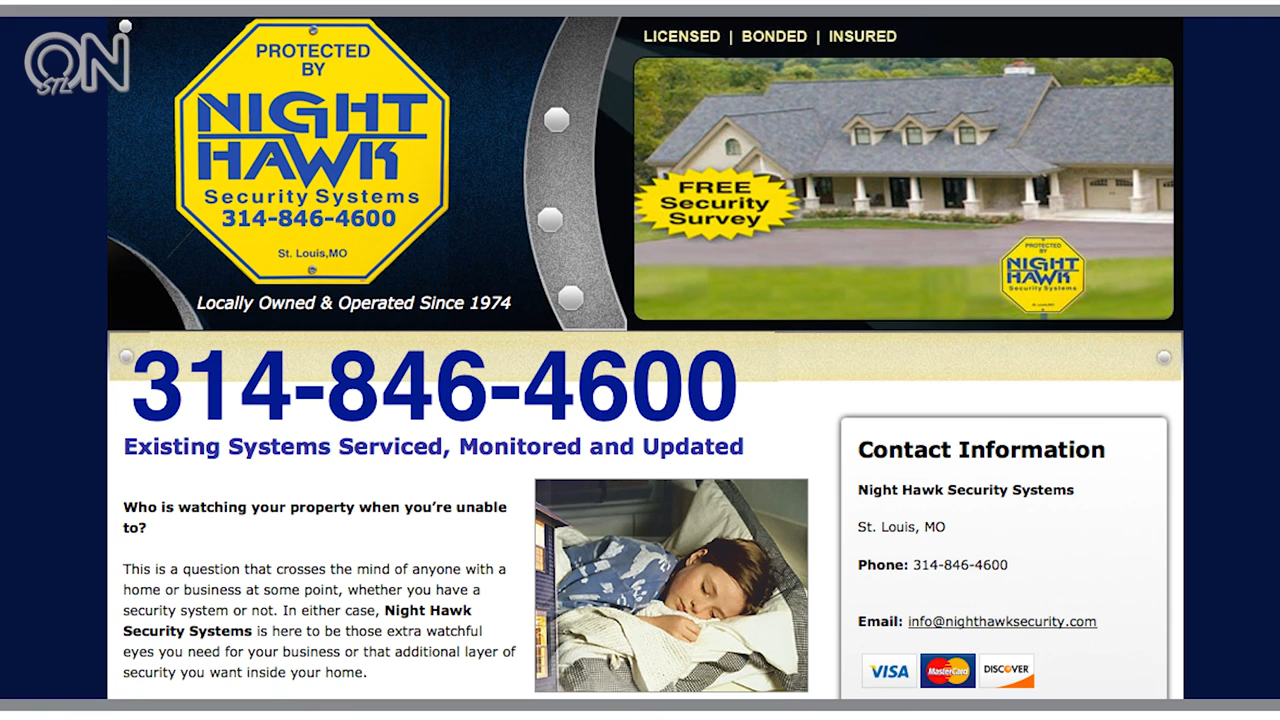 ON
STL
PROTECTED
BY
NIGHT
HAWK
Security Systems
314-846-4600
St. Louis,MO
Locally Owned & Operated Since 1974
LICENSED | BONDED | INSURED
FREE
Security
Survey
PROTECTED
BY
NIGHT
HAWK
Security Systems
St. Louis,MO
314-846-4600
Existing Systems Serviced, Monitored and Updated
Who is watching your property when you’re unable
to?
This is a question that crosses the mind of anyone with a
home or business at some point, whether you have a
security system or not. In either case, Night Hawk
Security Systems is here to be those extra watchful
eyes you need for your business or that additional layer of
security you want inside your home.
Contact Information
Night Hawk Security Systems
St. Louis, MO
Phone: 314-846-4600
Email: info@nighthawksecurity.com
VISA
MasterCard
DISCOVER